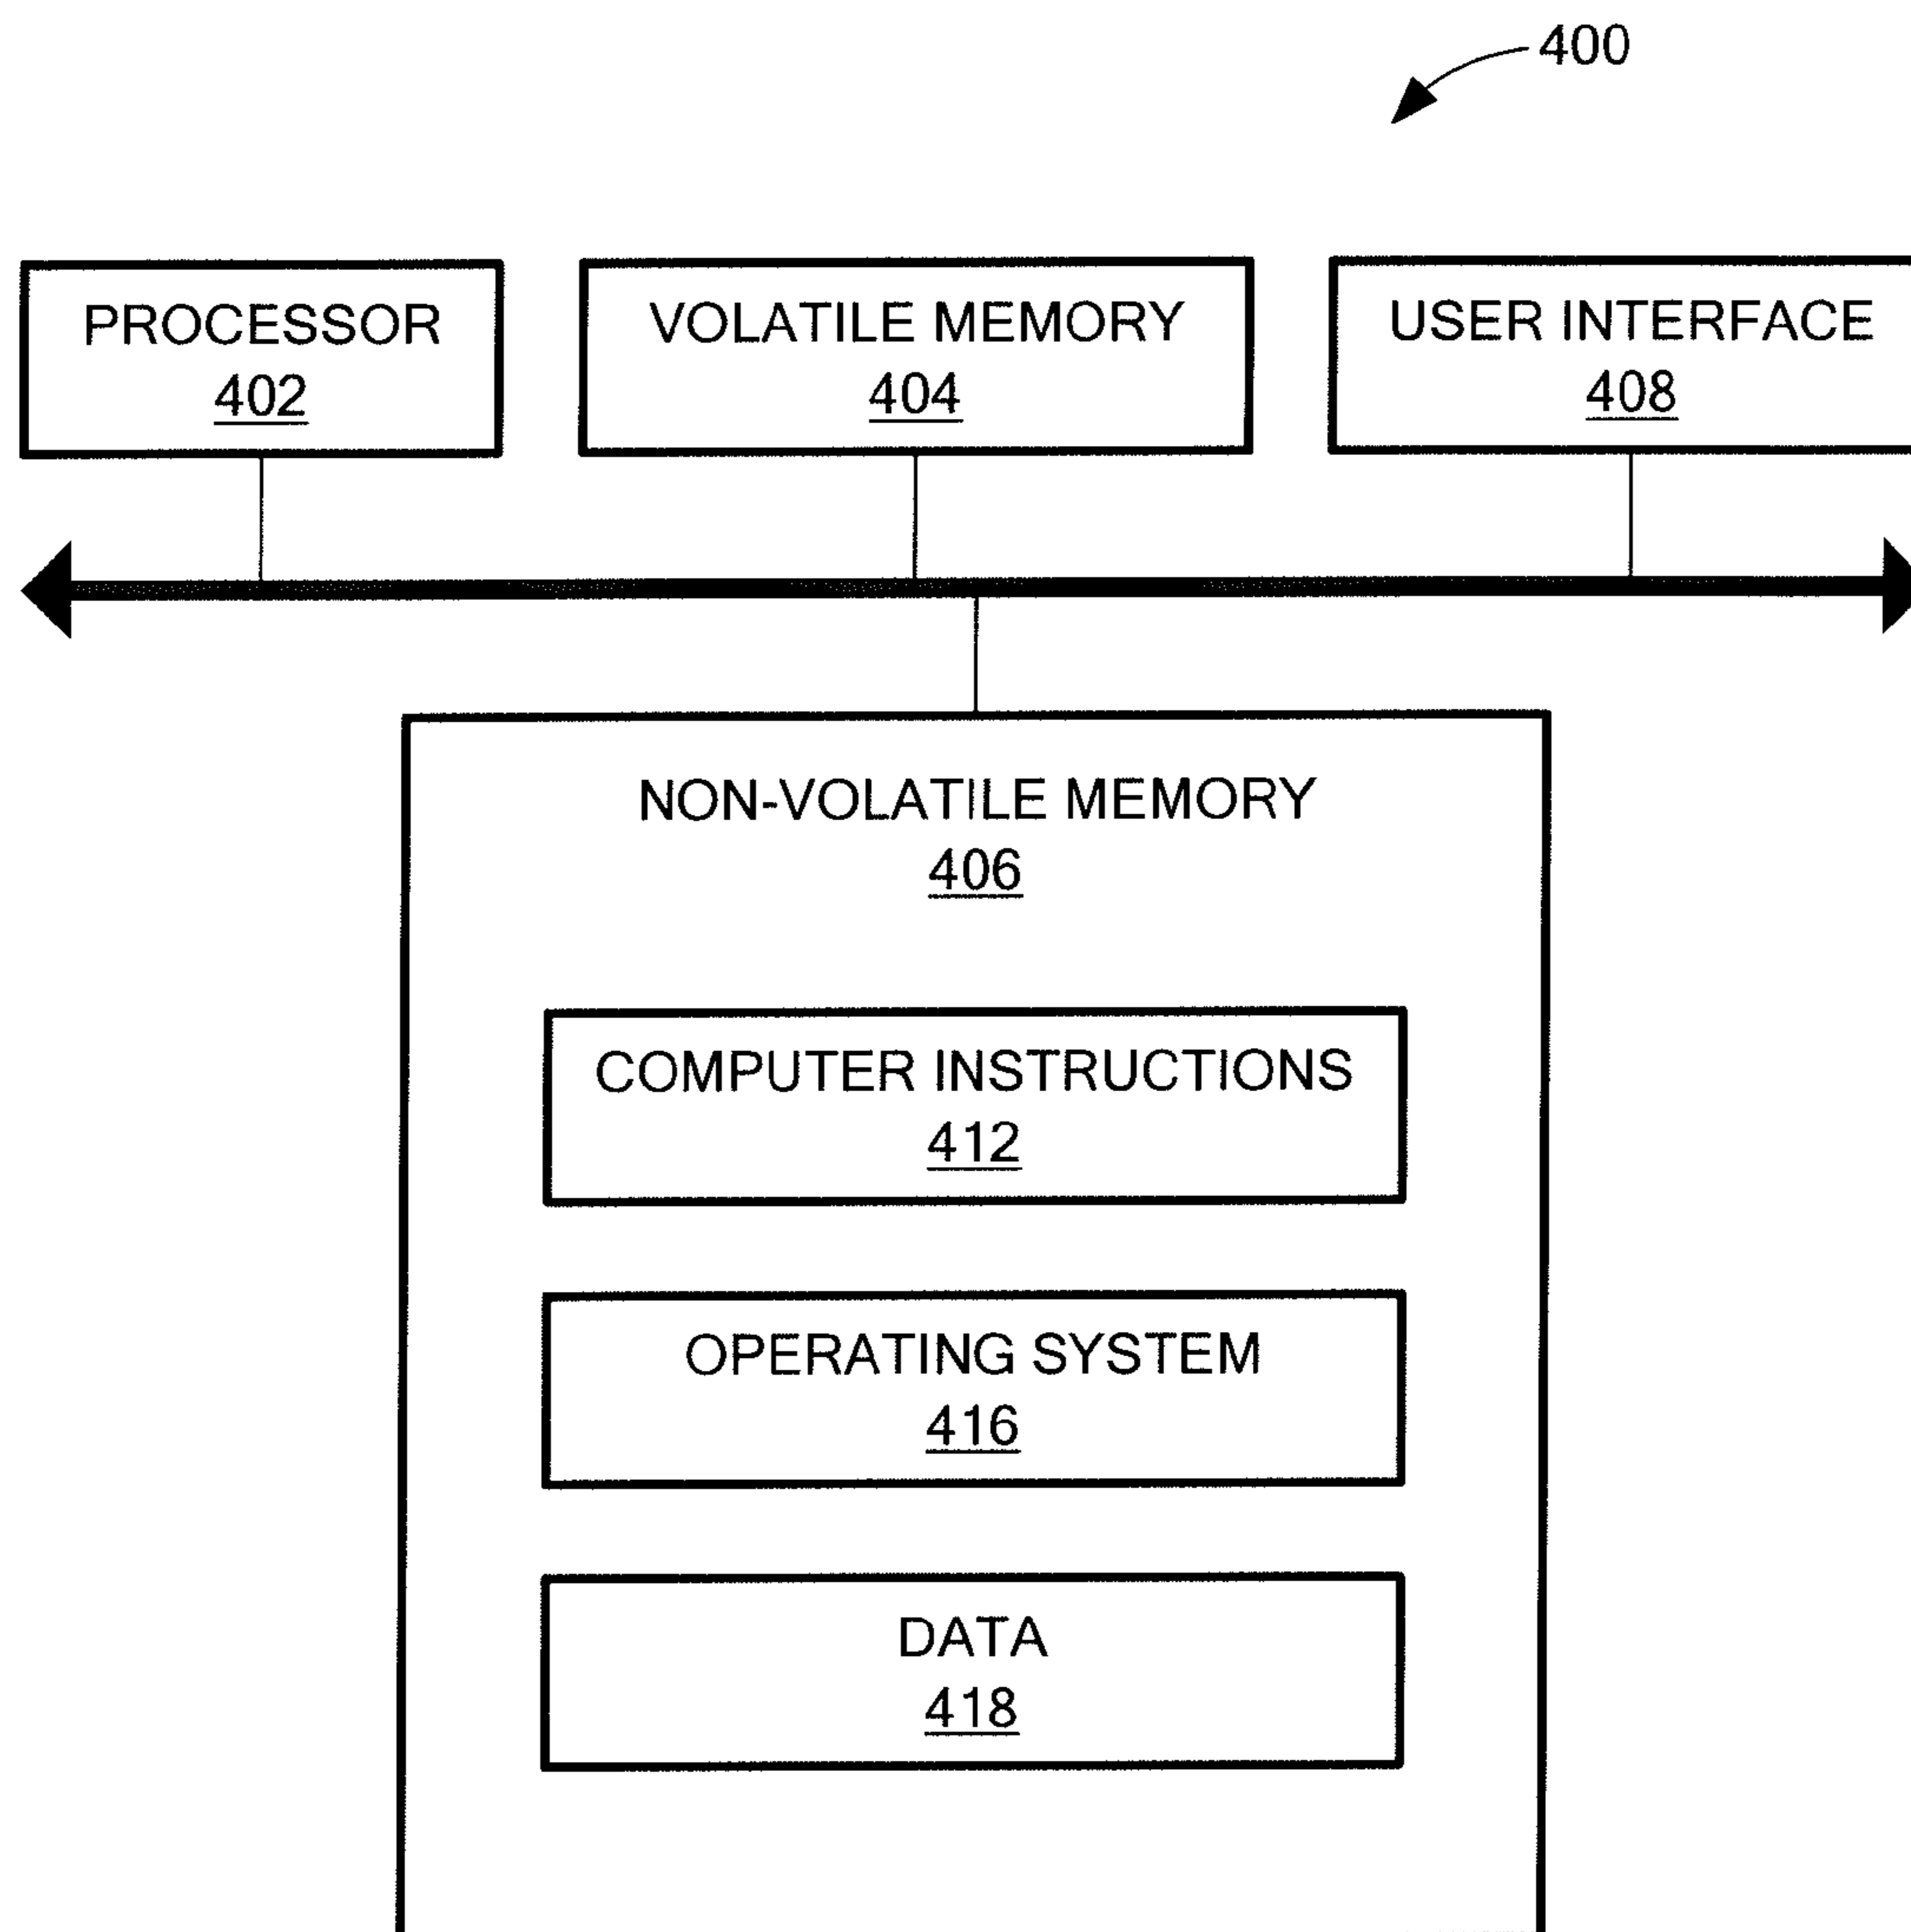 400
PROCESSOR
402
VOLATILE MEMORY
404
USER INTERFACE
408
NON-VOLATILE MEMORY
406
COMPUTER INSTRUCTIONS
412
OPERATING SYSTEM
416
DATA
418